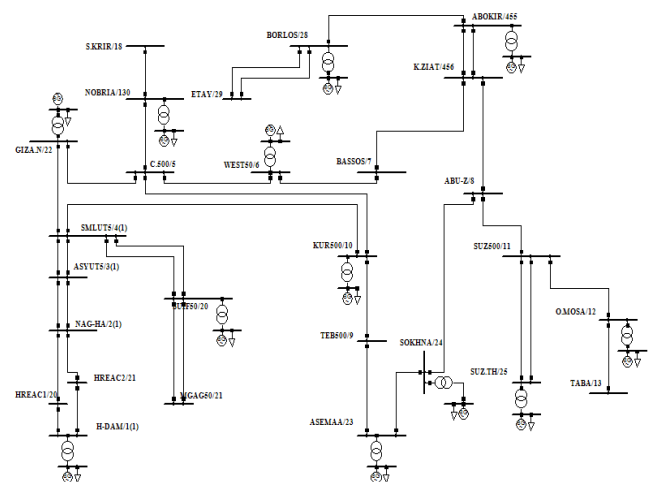 ABOKIR/455
BORLOS/28
S.KRIR/18
K.ZIAT/456
NOBRIA/130
ETAY/29
GIZA.N/22
C.500/5
WEST50/6
BASSOS/7
ABU-Z/8
SMLUT5/4(1)
KUR500/10
SUZ500/11
ASYUT5/3(1)
O.MOSA/12
NAG-HA/2(1)
TEB500/9
SOKHNA/24
SUZ.TH/25
HREAC2/21
TABA/13
HREAC1/20
MGAG50/21
H-DAM/1(1)
ASEMAA/23